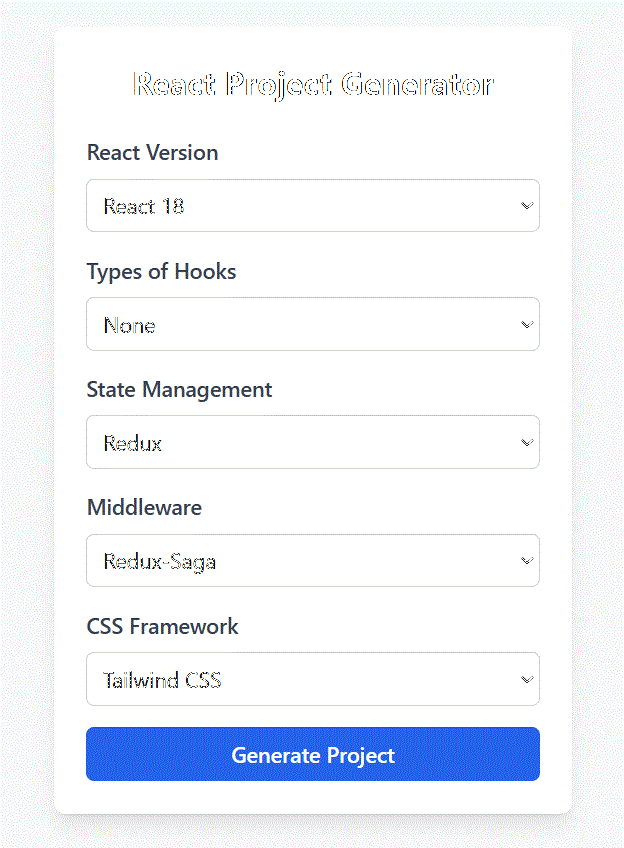 React Project Generator
React Version
React 18
Types of Hooks
None
State Management
Redux
Middleware
Redux-Saga
CSS Framework
Tailwind CSS
Generate Project